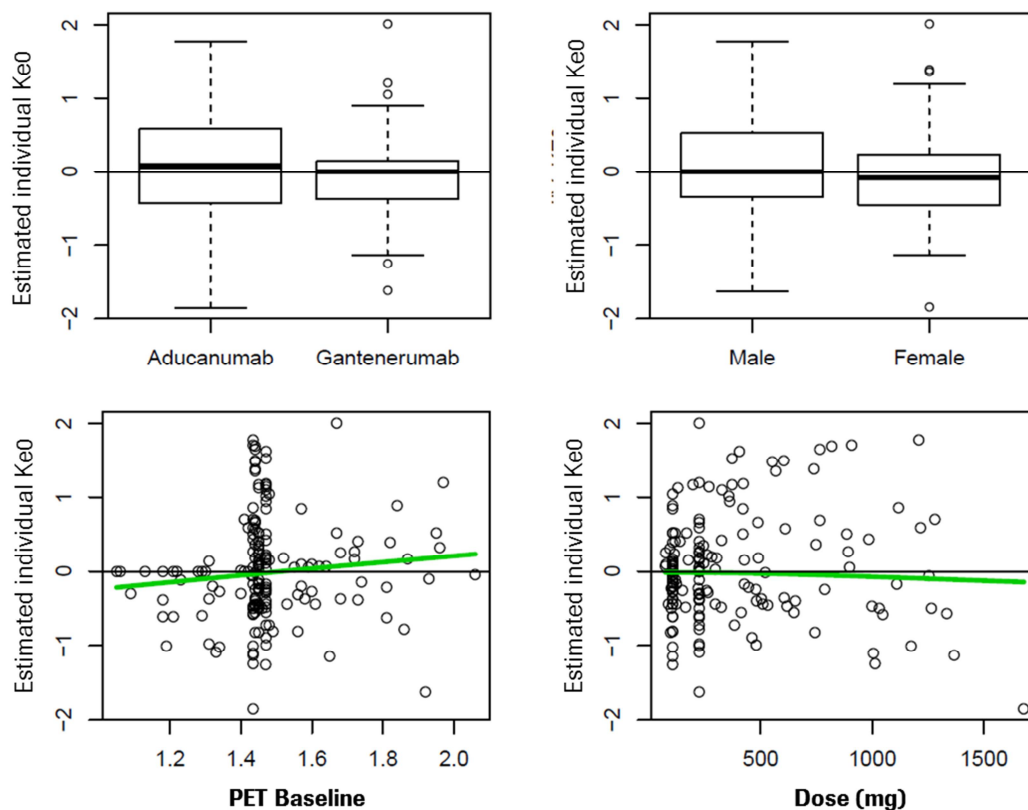 Estimated individual Ke0
2
1
0
−1
−2
Aducanumab
Gantenerumab
Estimated individual Ke0
2
1
0
−1
−2
Male
Female
Estimated individual Ke0
2
1
0
−1
−2
1.2
1.4
1.6
1.8
2.0
PET Baseline
Estimated individual Ke0
2
1
0
−1
−2
500
1000
1500
Dose (mg)